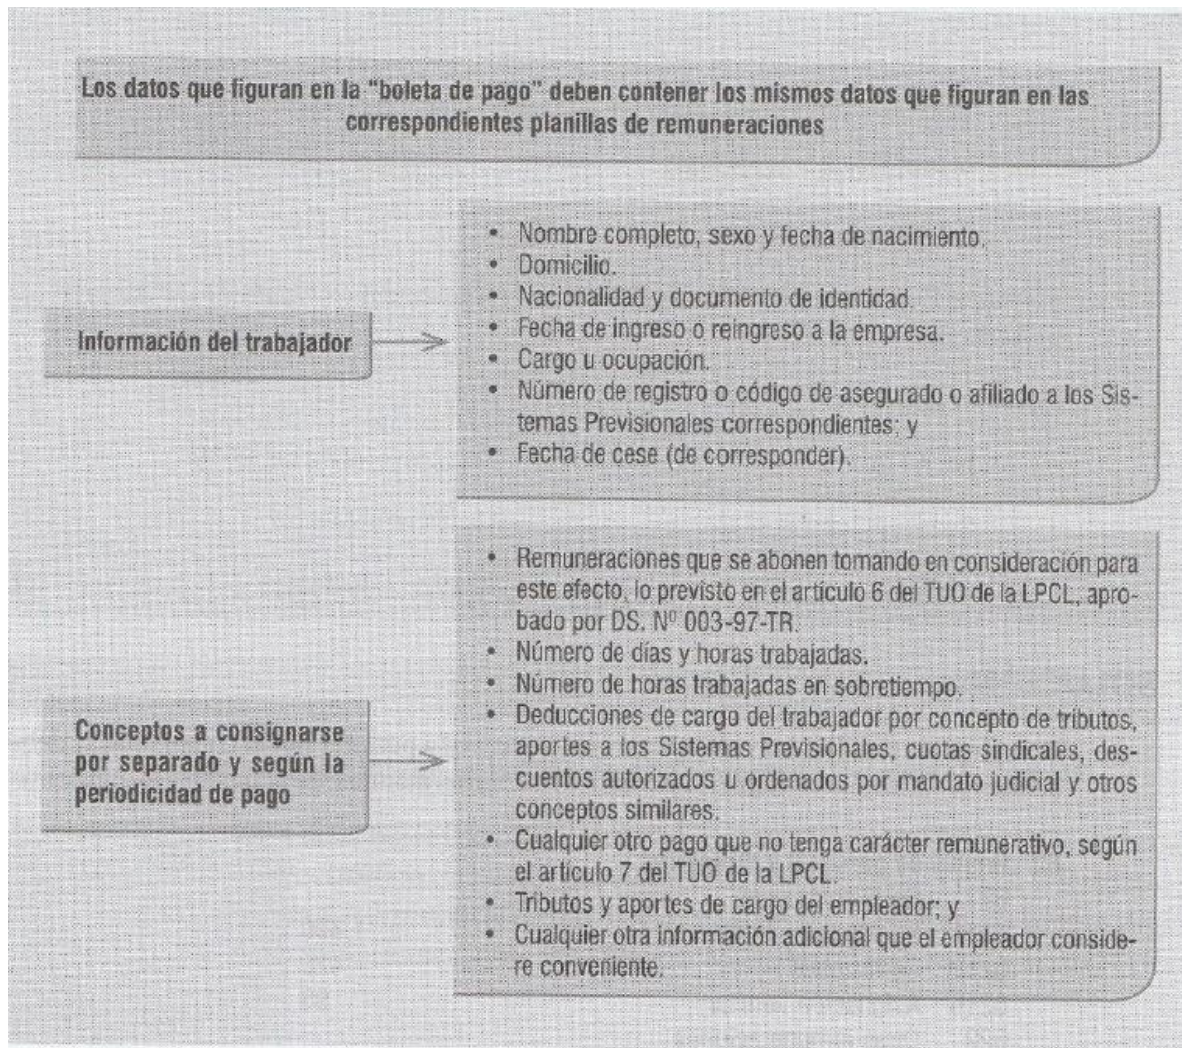 Los datos que figuran en la "boleta de pago" deben contener los mismos datos que figuran en las
correspondientes planillas de remuneraciones
Información del trabajador
• Nombre completo, sexo y fecha de nacimiento.
• Domicilio.
• Nacionalidad y documento de identidad.
• Fecha de ingreso o reingreso a la empresa.
• Cargo u ocupación.
• Número de registro o código de asegurado o afiliado a los Sis-
temas Previsionales correspondientes; y
• Fecha de cese (de corresponder).
Conceptos a consignarse
por separado y según la
periodicidad de pago
• Remuneraciones que se abonen tomando en consideración para
este efecto, lo previsto en el artículo 6 del TUO de la LPCL, apro-
bado por DS. Nº 003-97-TR.
• Número de días y horas trabajadas.
• Número de horas trabajadas en sobretiempo.
• Deducciones de cargo del trabajador por concepto de tributos,
aportes a los Sistemas Previsionales, cuotas sindicales, des-
cuentos autorizados u ordenados por mandato judicial y otros
conceptos similares.
• Cualquier otro pago que no tenga carácter remunerativo, según
el artículo 7 del TUO de la LPCL.
• Tributos y aportes de cargo del empleador; y
• Cualquier otra información adicional que el empleador conside-
re conveniente.